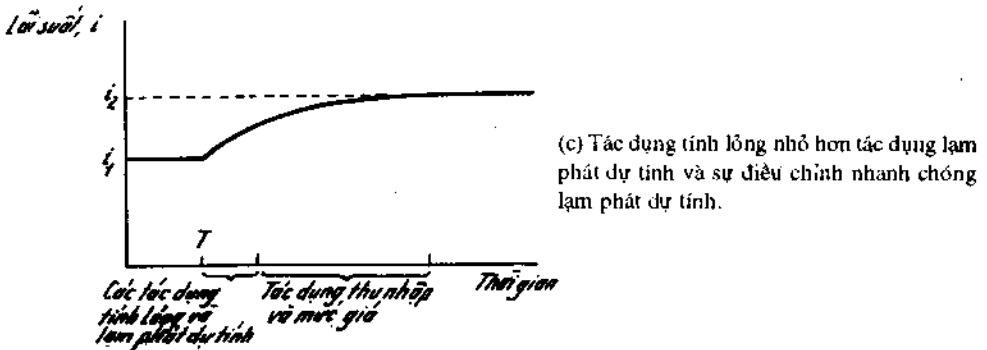 Lãi suất, i
i2
i1
T
Các tác dụng
tính lỏng và
lạm phát dự tính
Tác dụng thu nhập
và mức giá
Thời gian
(c) Tác dụng tính lỏng nhỏ hơn tác dụng lạm
phát dự tính và sự điều chỉnh nhanh chóng
lạm phát dự tính.